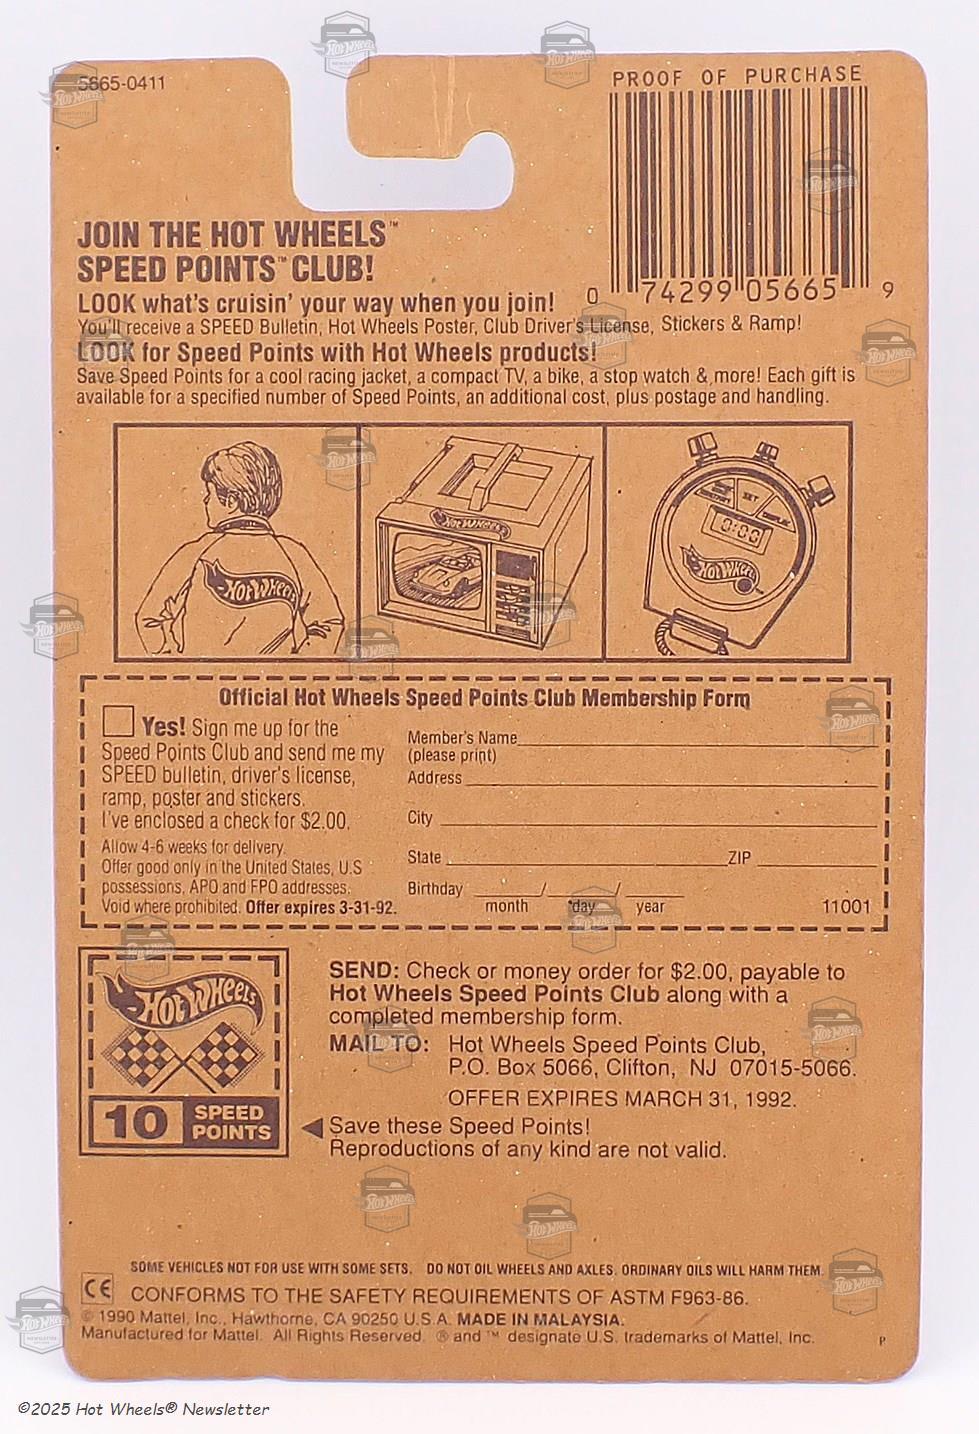 5665-0411
PROOF OF PURCHASE
0 74299 05665 9
JOIN THE HOT WHEELS™
SPEED POINTS™ CLUB!
LOOK what's cruisin' your way when you join!
You'll receive a SPEED Bulletin, Hot Wheels Poster, Club Driver's License, Stickers & Ramp!
LOOK for Speed Points with Hot Wheels products!
Save Speed Points for a cool racing jacket, a compact TV, a bike, a stop watch & more! Each gift is
available for a specified number of Speed Points, an additional cost, plus postage and handling.
HOT WHEELS
HOT WHEELS
SET
DISPLAY
0:00
HOT WHEELS
Official Hot Wheels Speed Points Club Membership Form
Yes! Sign me up for the
Speed Points Club and send me my
SPEED bulletin, driver's license,
ramp, poster and stickers.
I've enclosed a check for $2.00.
Allow 4-6 weeks for delivery.
Offer good only in the United States, U.S
possessions, APO and FPO addresses.
Void where prohibited. Offer expires 3-31-92.
Member's Name
(please print)
Address
City
State ZIP
Birthday / /
month day year
11001
HOT WHEELS
10 SPEED
POINTS
SEND: Check or money order for $2.00, payable to
Hot Wheels Speed Points Club along with a
completed membership form.
MAIL TO: Hot Wheels Speed Points Club,
P.O. Box 5066, Clifton, NJ 07015-5066.
OFFER EXPIRES MARCH 31, 1992.
Save these Speed Points!
Reproductions of any kind are not valid.
SOME VEHICLES NOT FOR USE WITH SOME SETS. DO NOT OIL WHEELS AND AXLES. ORDINARY OILS WILL HARM THEM.
CE CONFORMS TO THE SAFETY REQUIREMENTS OF ASTM F963-86.
© 1990 Mattel, Inc., Hawthorne, CA 90250 U.S.A. MADE IN MALAYSIA.
Manufactured for Mattel. All Rights Reserved. ® and ™ designate U.S. trademarks of Mattel, Inc.
P
©2025 Hot Wheels® Newsletter